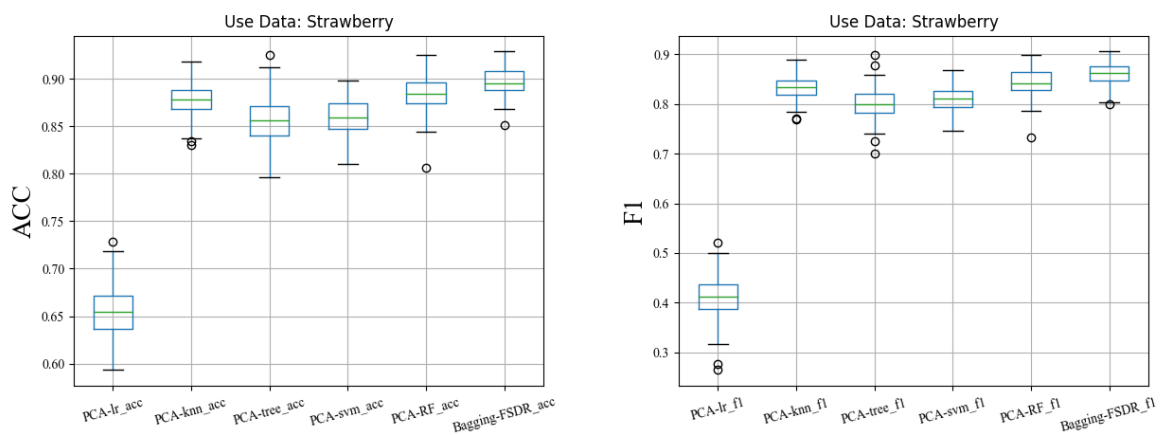 Use Data: Strawberry
ACC
0.90
0.85
0.80
0.75
0.70
0.65
0.60
PCA-lr_acc
PCA-knn_acc
PCA-tree_acc
PCA-svm_acc
PCA-RF_acc
Bagging-FSDR_acc
Use Data: Strawberry
F1
0.9
0.8
0.7
0.6
0.5
0.4
0.3
PCA-lr_f1
PCA-knn_f1
PCA-tree_f1
PCA-svm_f1
PCA-RF_f1
Bagging-FSDR_f1